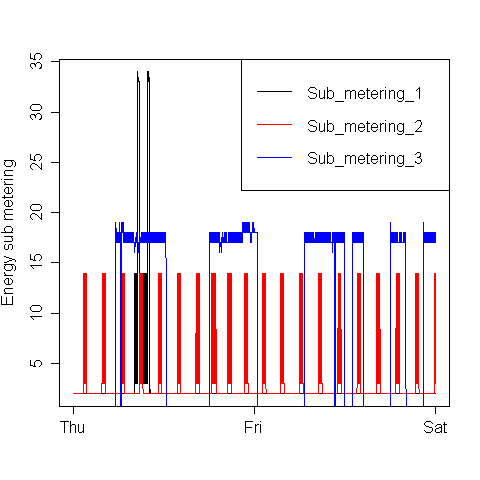 Sub_metering_1
Sub_metering_2
Sub_metering_3
Energy sub metering
35
30
25
20
15
10
5
Thu Fri Sat